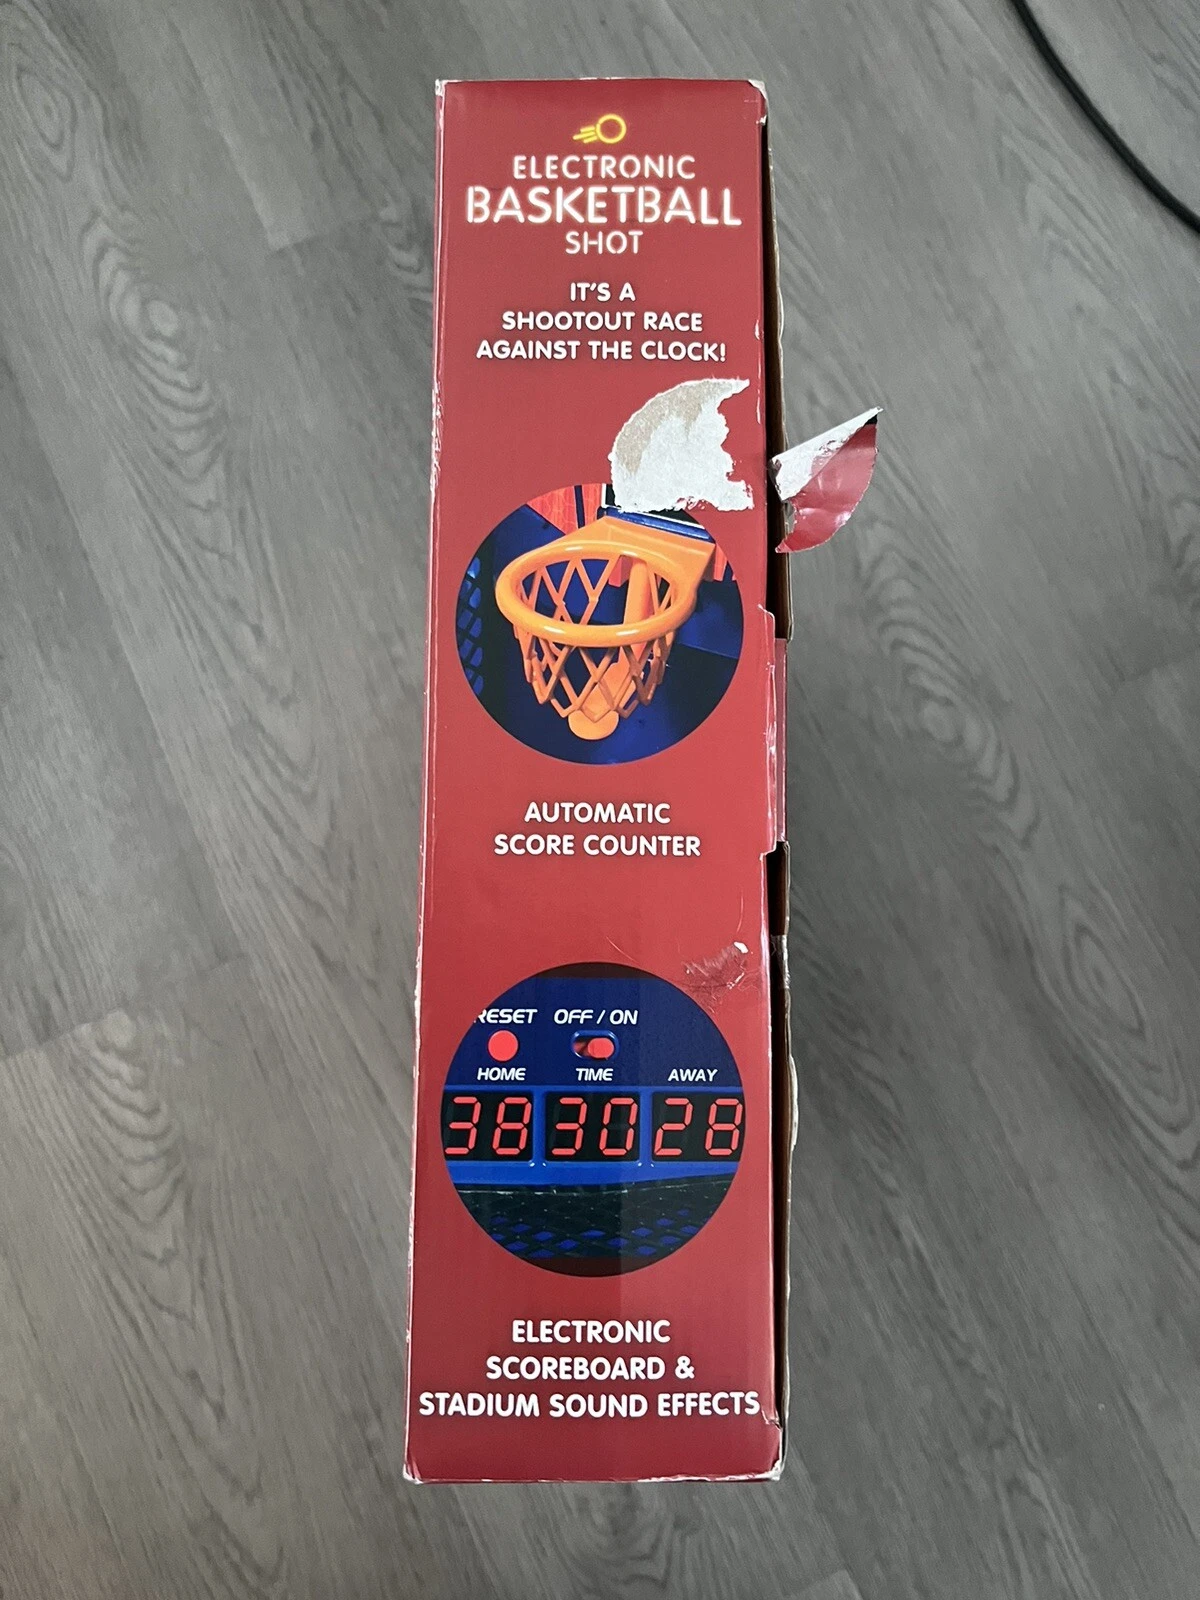 ELECTRONIC
BASKETBALL
SHOT
IT'S A
SHOOTOUT RACE
AGAINST THE CLOCK!
AUTOMATIC
SCORE COUNTER
RESET OFF / ON
HOME TIME AWAY
38 30 28
ELECTRONIC
SCOREBOARD &
STADIUM SOUND EFFECTS